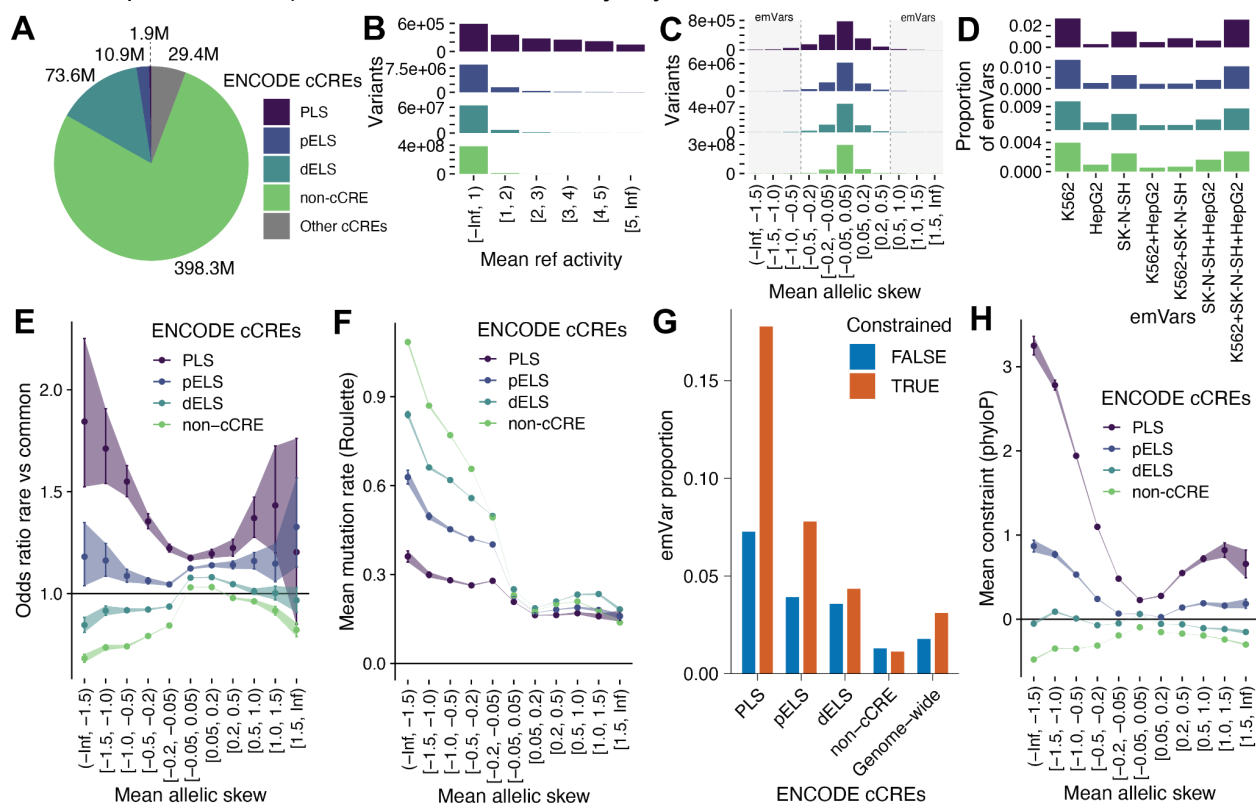 A
1.9M
10.9M
29.4M
73.6M
398.3M
ENCODE cCREs
PLS
pELS
dELS
non-cCRE
Other cCREs
B
6e+05
0
7.5e+06
0
6e+07
0
4e+08
0
Variants
[−Inf, 1)
[1, 2)
[2, 3)
[3, 4)
[4, 5)
[5, Inf)
Mean ref activity
C
emVars
emVars
8e+05
0
6e+06
0
4e+07
0
3e+08
0
Variants
(−Inf, −1.5)
[−1.5, −1.0)
[−1.0, −0.5)
[−0.5, −0.2)
[−0.2, −0.05)
[−0.05, 0.05)
[0.05, 0.2)
[0.2, 0.5)
[0.5, 1.0)
[1.0, 1.5)
[1.5, Inf)
Mean allelic skew
D
0.02
0.00
0.010
0.000
0.009
0.000
0.004
0.000
Proportion
of emVars
K562
HepG2
SK-N-SH
K562+HepG2
K562+SK-N-SH
SK-N-SH+HepG2
K562+SK-N-SH+HepG2
emVars
E
ENCODE cCREs
PLS
pELS
dELS
non−cCRE
2.0
1.5
1.0
Odds ratio rare vs common
(−Inf, −1.5)
[−1.5, −1.0)
[−1.0, −0.5)
[−0.5, −0.2)
[−0.2, −0.05)
[−0.05, 0.05)
[0.05, 0.2)
[0.2, 0.5)
[0.5, 1.0)
[1.0, 1.5)
[1.5, Inf)
Mean allelic skew
F
ENCODE cCREs
PLS
pELS
dELS
non-cCRE
0.9
0.6
0.3
0.0
Mean mutation rate (Roulette)
(−Inf, −1.5)
[−1.5, −1.0)
[−1.0, −0.5)
[−0.5, −0.2)
[−0.2, −0.05)
[−0.05, 0.05)
[0.05, 0.2)
[0.2, 0.5)
[0.5, 1.0)
[1.0, 1.5)
[1.5, Inf)
Mean allelic skew
G
Constrained
FALSE
TRUE
0.15
0.10
0.05
0.00
emVar proportion
PLS
pELS
dELS
non−cCRE
Genome−wide
ENCODE cCREs
H
ENCODE cCREs
PLS
pELS
dELS
non-cCRE
3
2
1
0
Mean constraint (phyloP)
(−Inf, −1.5)
[−1.5, −1.0)
[−1.0, −0.5)
[−0.5, −0.2)
[−0.2, −0.05)
[−0.05, 0.05)
[0.05, 0.2)
[0.2, 0.5)
[0.5, 1.0)
[1.0, 1.5)
[1.5, Inf)
Mean allelic skew